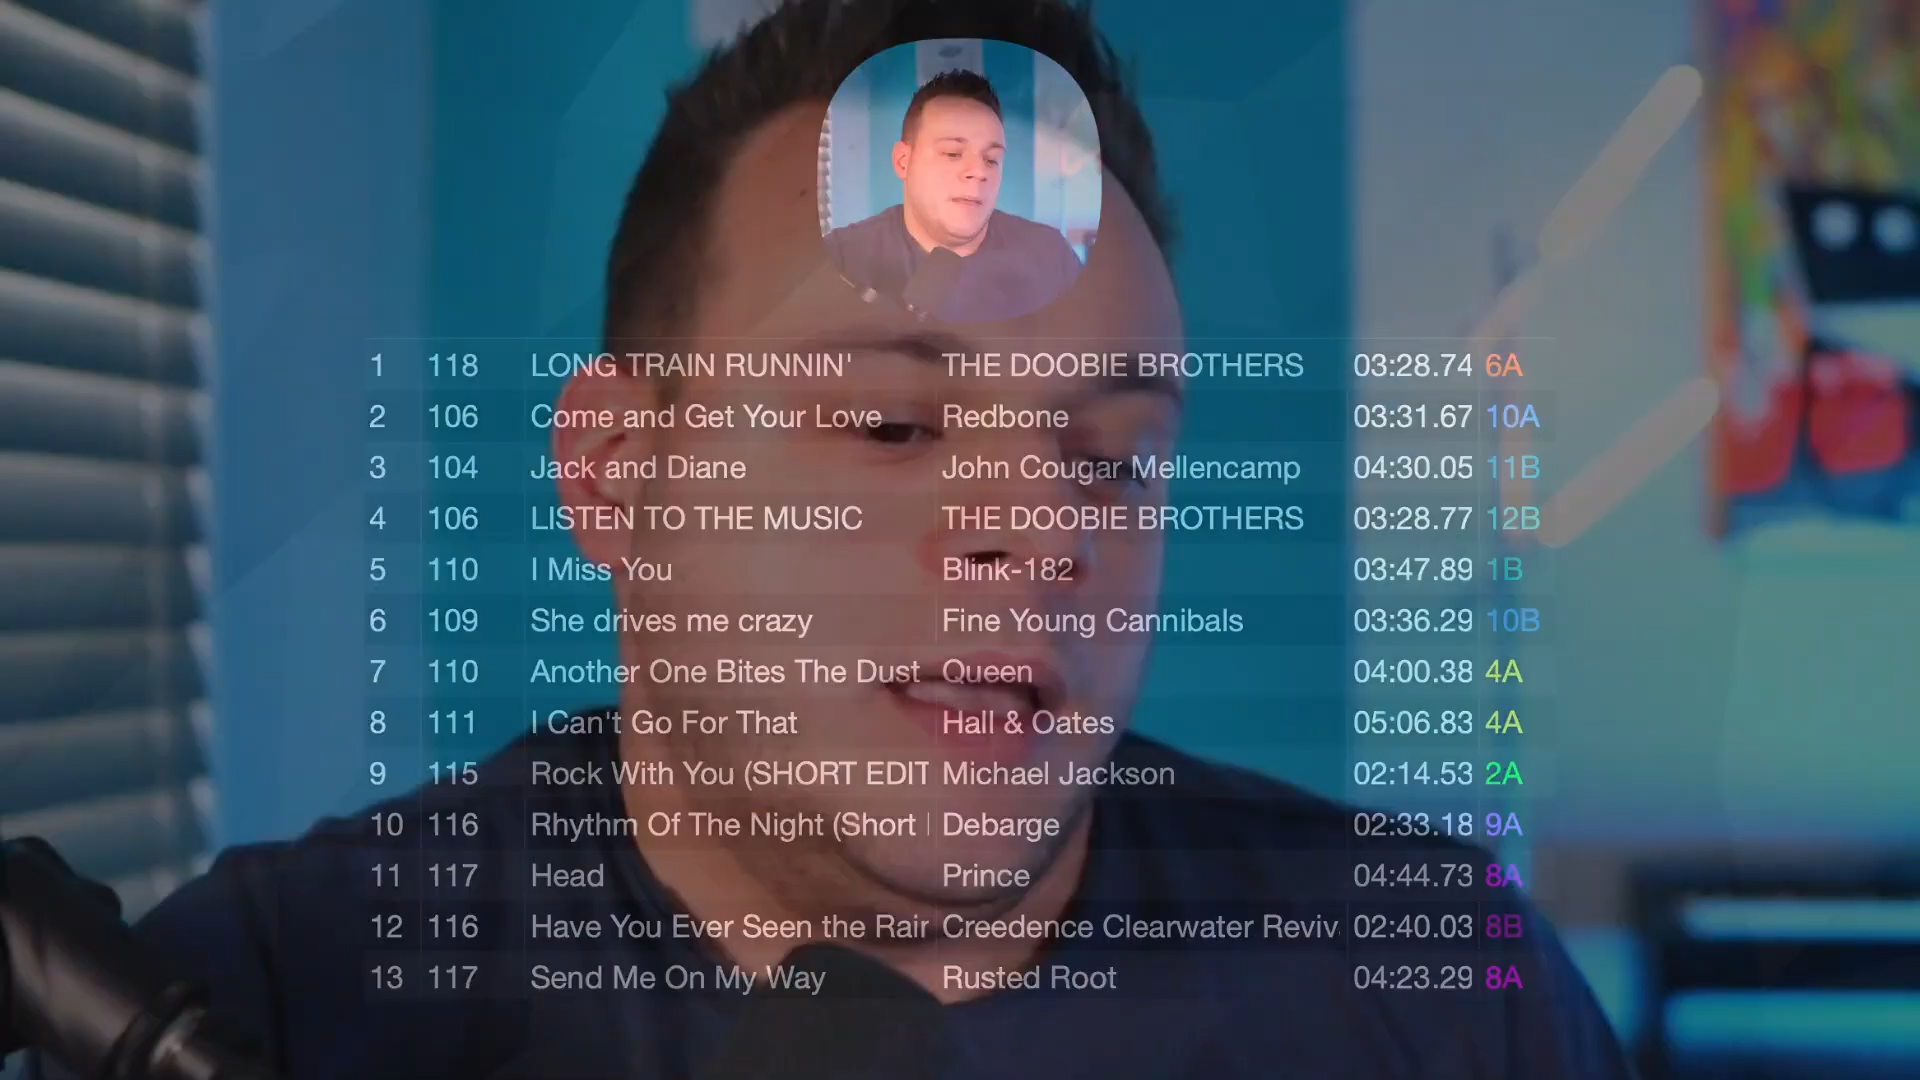 1 118 LONG TRAIN RUNNIN' THE DOOBIE BROTHERS 03:28.74 6A
2 106 Come and Get Your Love Redbone 03:31.67 10A
3 104 Jack and Diane John Cougar Mellencamp 04:30.05 11B
4 106 LISTEN TO THE MUSIC THE DOOBIE BROTHERS 03:28.77 12B
5 110 I Miss You Blink-182 03:47.89 1B
6 109 She drives me crazy Fine Young Cannibals 03:36.29 10B
7 110 Another One Bites The Dust Queen 04:00.38 4A
8 111 I Can't Go For That Hall & Oates 05:06.83 4A
9 115 Rock With You (SHORT EDIT Michael Jackson 02:14.53 2A
10 116 Rhythm Of The Night (Short Debarge 02:33.18 9A
11 117 Head Prince 04:44.73 8A
12 116 Have You Ever Seen the Rair Creedence Clearwater Reviv 02:40.03 8B
13 117 Send Me On My Way Rusted Root 04:23.29 8A